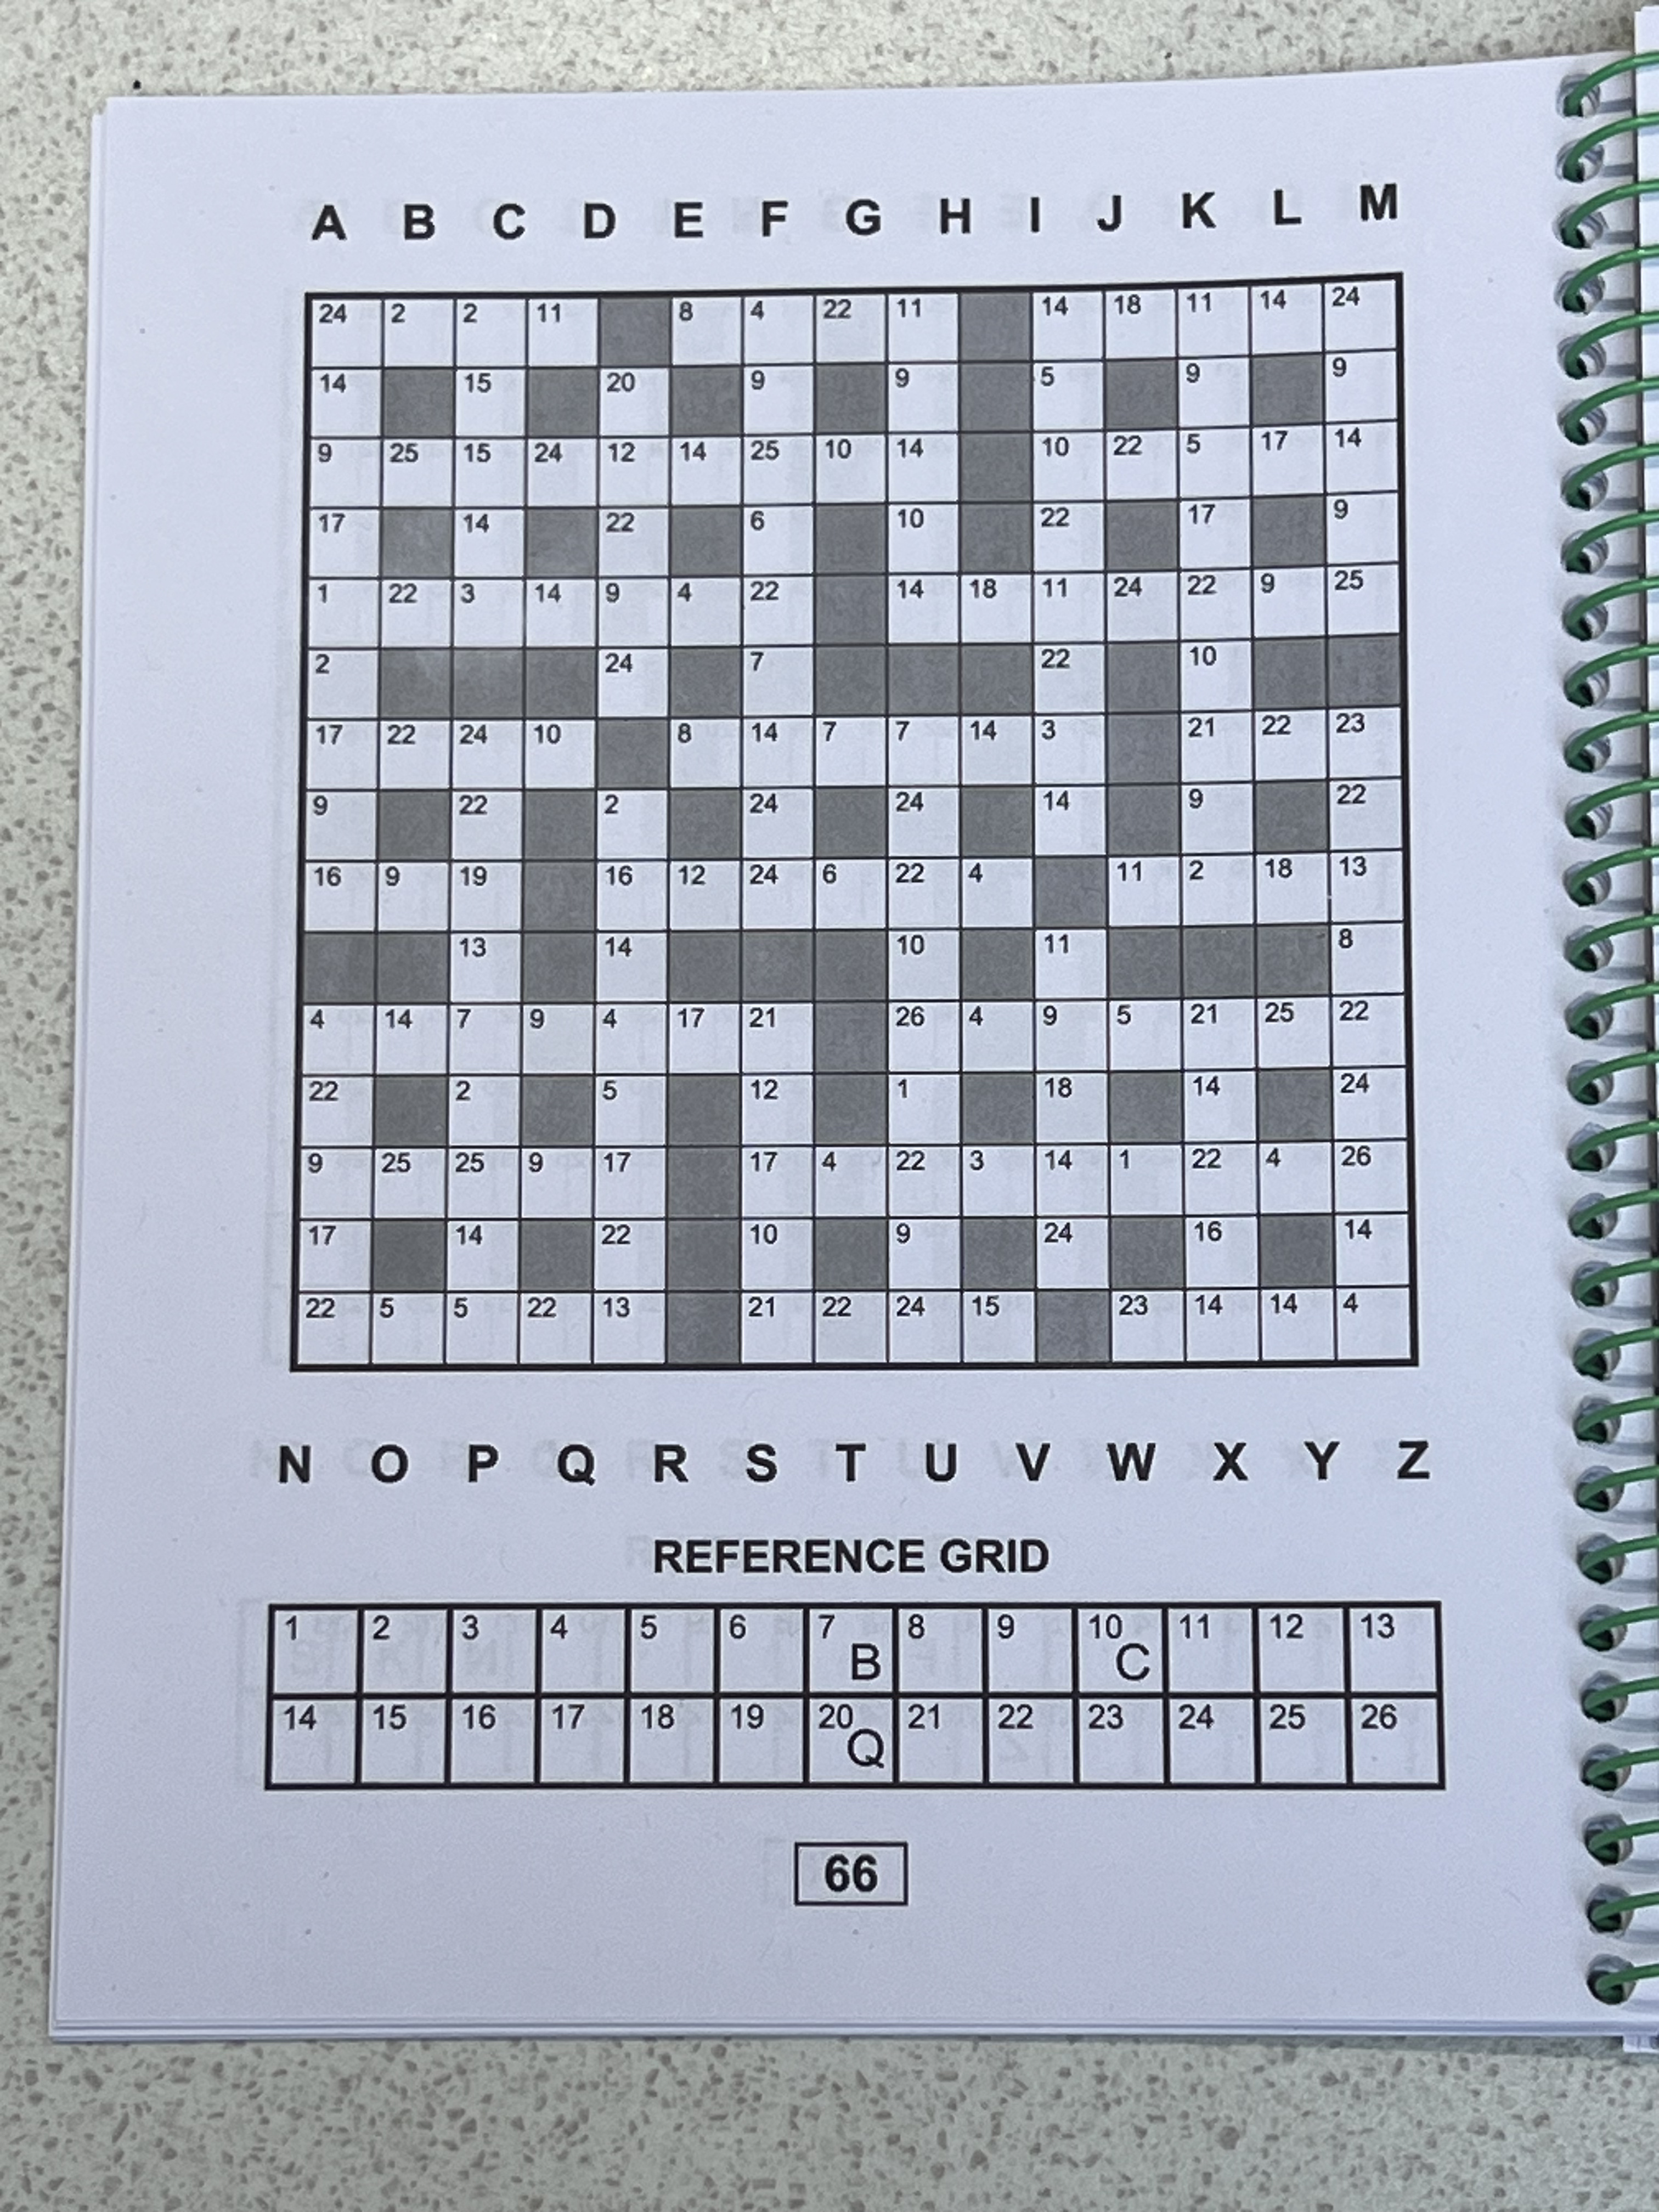 A B C D E F G H I J K L M
24 2 2 11 8 4 22 11 14 18 11 14 24
14 15 20 9 9 5 9 9
9 25 15 24 12 14 25 10 14 10 22 5 17 14
17 14 22 6 10 22 17 9
1 22 3 14 9 4 22 14 18 11 24 22 9 25
2 24 7 22 10
17 22 24 10 8 14 7 7 14 3 21 22 23
9 22 2 24 24 14 9 22
16 9 19 16 12 24 6 22 4 11 2 18 13
13 14 10 11 8
4 14 7 9 4 17 21 26 4 9 5 21 25 22
22 2 5 12 1 18 14 24
9 25 25 9 17 17 4 22 3 14 1 22 4 26
17 14 22 10 9 24 16 14
22 5 5 22 13 21 22 24 15 23 14 14 4
N O P Q R S T U V W X Y Z
REFERENCE GRID
1 2 3 4 5 6 7 B 8 9 10 C 11 12 13
14 15 16 17 18 19 20 Q 21 22 23 24 25 26
66